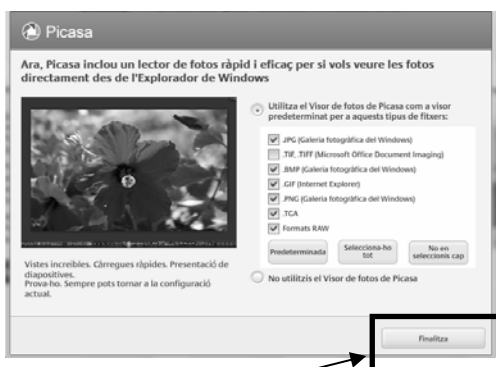 Picasa
Ara, Picasa inclou un lector de fotos ràpid i eficaç per si vols veure les fotos
directament des de l'Explorador de Windows
Utilitza el Visor de fotos de Picasa com a visor
predeterminat per a aquests tipus de fitxers:
.JPG (Galeria fotogràfica del Windows)
.TIF, .TIFF (Microsoft Office Document Imaging)
.BMP (Galeria fotogràfica del Windows)
.GIF (Internet Explorer)
.PNG (Galeria fotogràfica del Windows)
.TGA
Formats RAW
Predeterminada
Selecciona-ho
tot
No en
seleccionis cap
No utilitzis el Visor de fotos de Picasa
Vistes increïbles. Càrregues ràpides. Presentació de
diapositives.
Prova-ho. Sempre pots tornar a la configuració
actual.
Finalitza